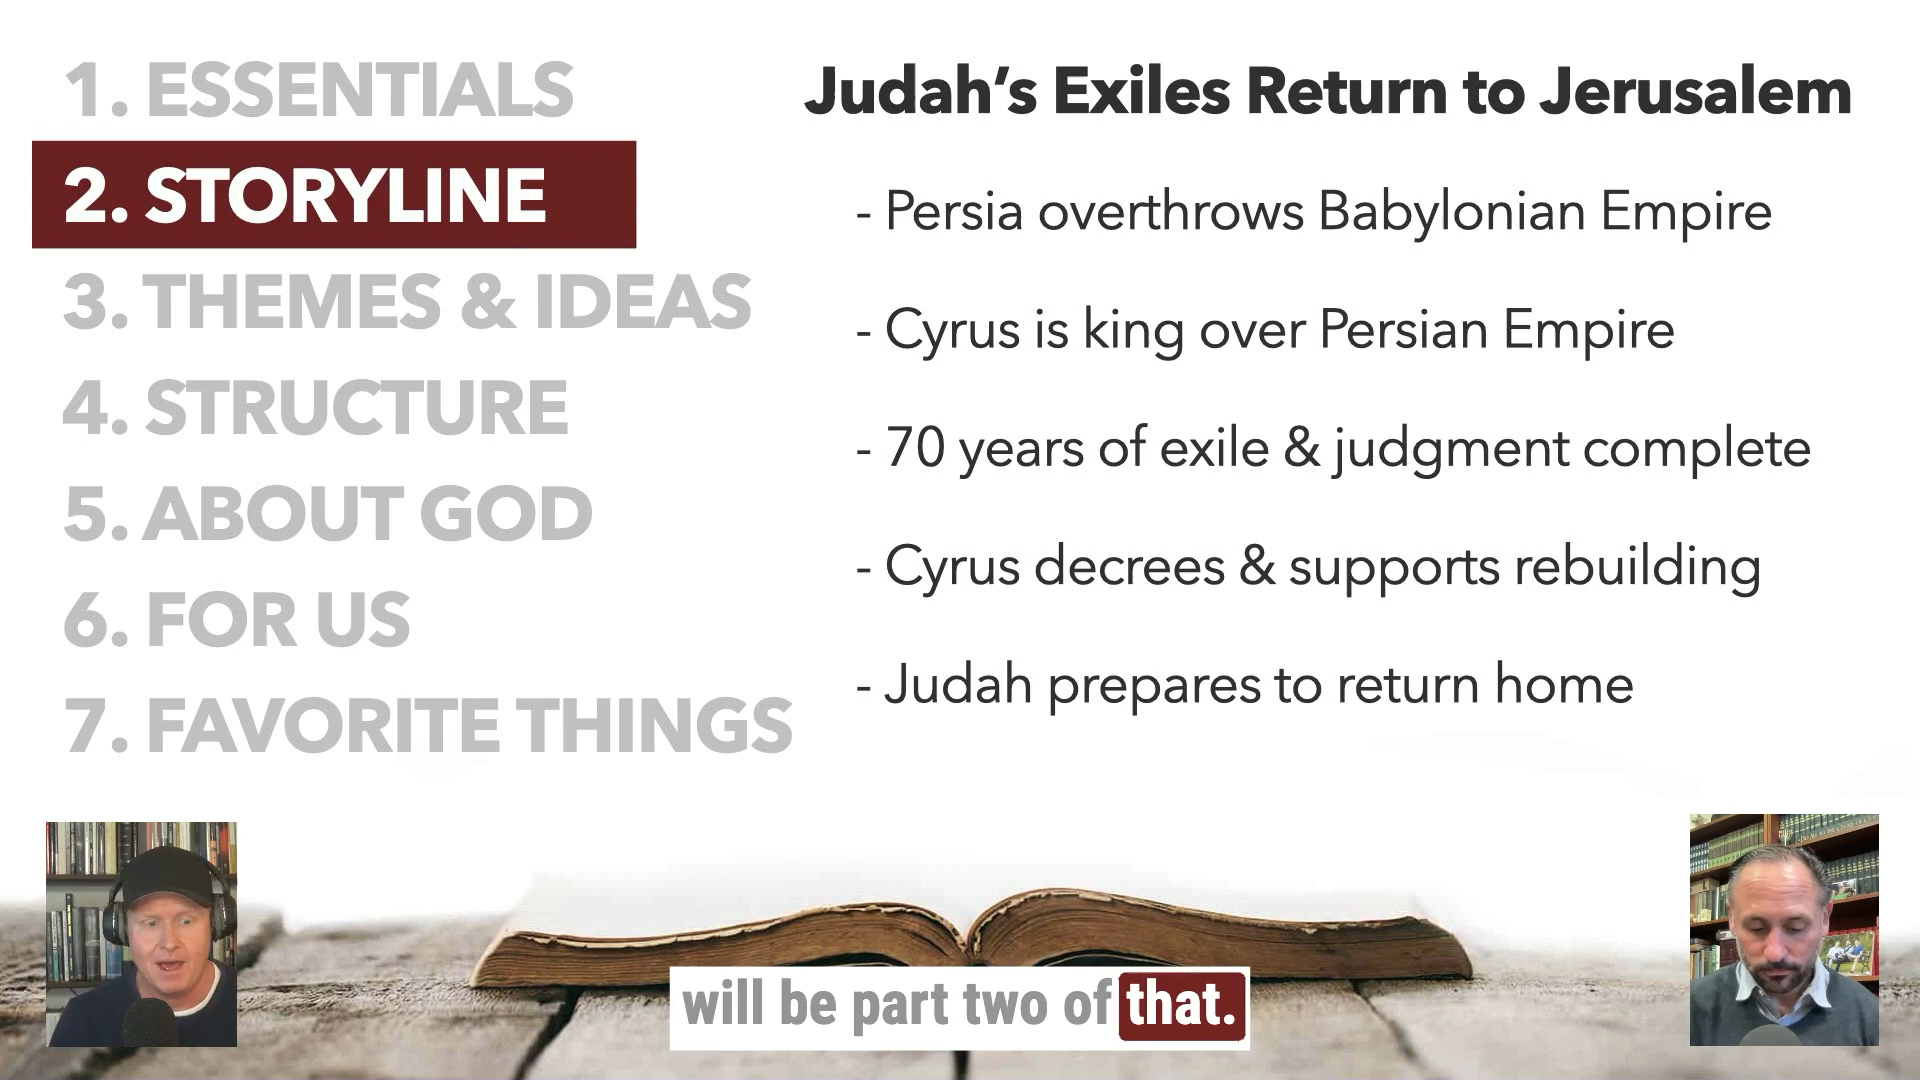 1. ESSENTIALS
2. STORYLINE
3. THEMES & IDEAS
4. STRUCTURE
5. ABOUT GOD
6. FOR US
7. FAVORITE THINGS
Judah’s Exiles Return to Jerusalem
- Persia overthrows Babylonian Empire
- Cyrus is king over Persian Empire
- 70 years of exile & judgment complete
- Cyrus decrees & supports rebuilding
- Judah prepares to return home
will be part two of that.